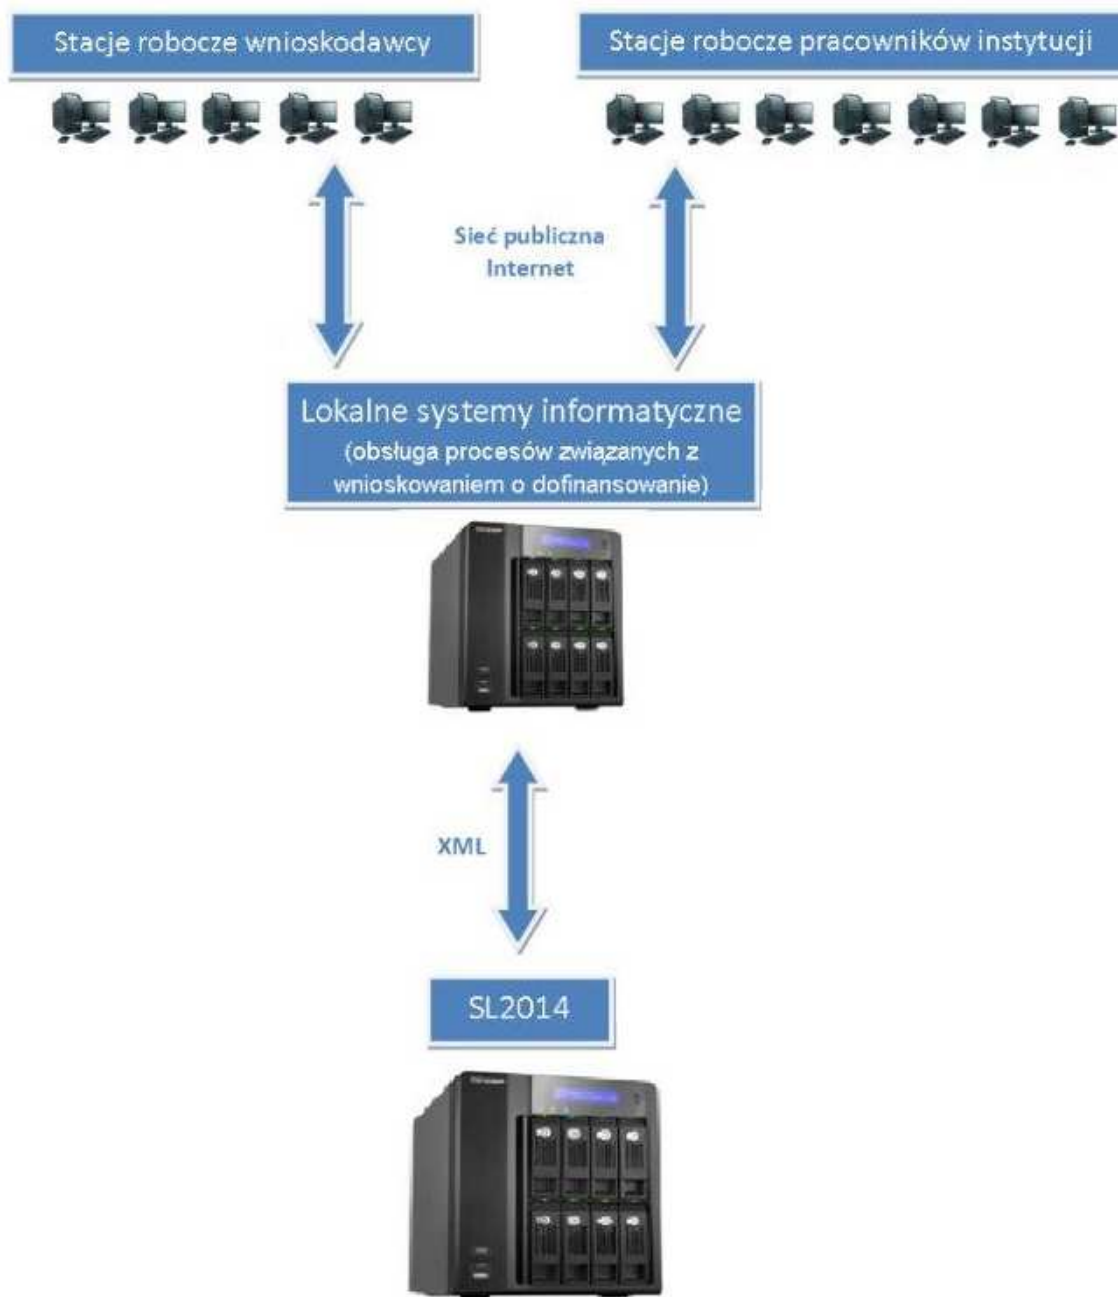 Stacje robocze wnioskodawcy
Stacje robocze pracowników instytucji
Sieć publiczna
Internet
Lokalne systemy informatyczne
(obsługa procesów związanych z
wnioskowaniem o dofinansowanie)
XML
SL2014